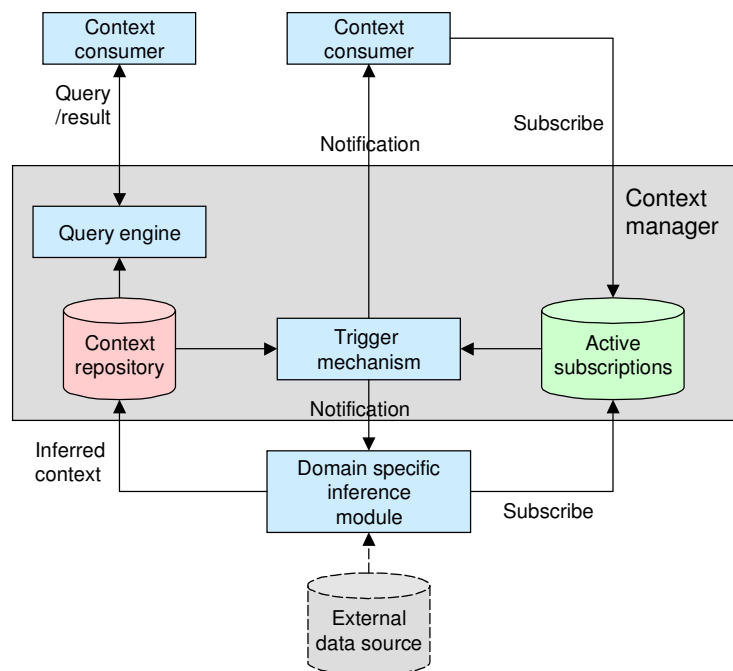 Context
consumer
Context
consumer
Query
/result
Notification
Subscribe
Context
manager
Query engine
Context
repository
Trigger
mechanism
Active
subscriptions
Notification
Inferred
context
Domain specific
inference
module
Subscribe
External
data source